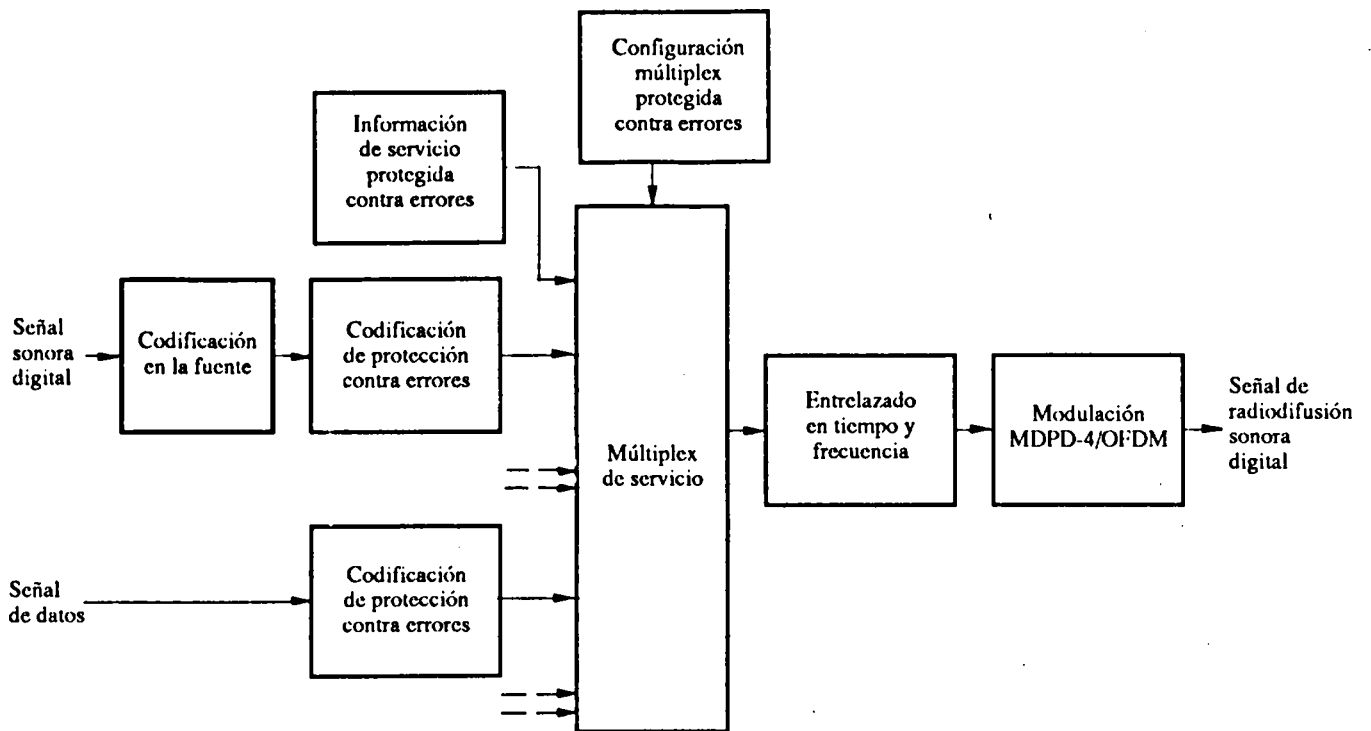 Configuración
múltiplex
protegida
contra errores
Información
de servicio
protegida
contra errores
Señal
sonora
digital
Codificación
en la fuente
Codificación
de protección
contra errores
Múltiplex
de servicio
Entrelazado
en tiempo y
frecuencia
Modulación
MDPD-4/OFDM
Señal de
radiodifusión
sonora
digital
Señal
de datos
Codificación
de protección
contra errores